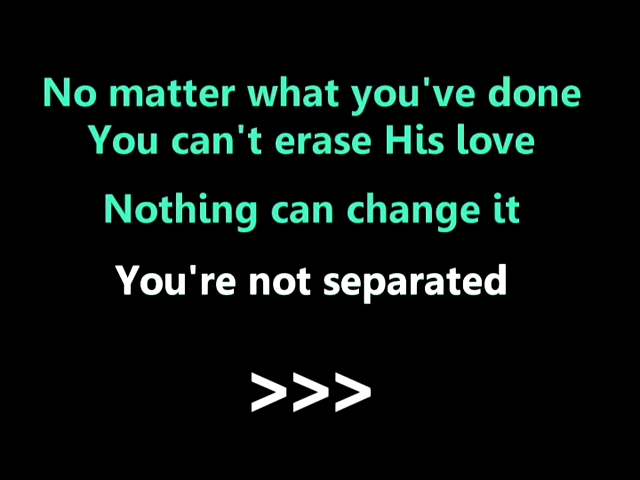 No matter what you've done
You can't erase His love
Nothing can change it
You're not separated
>>>